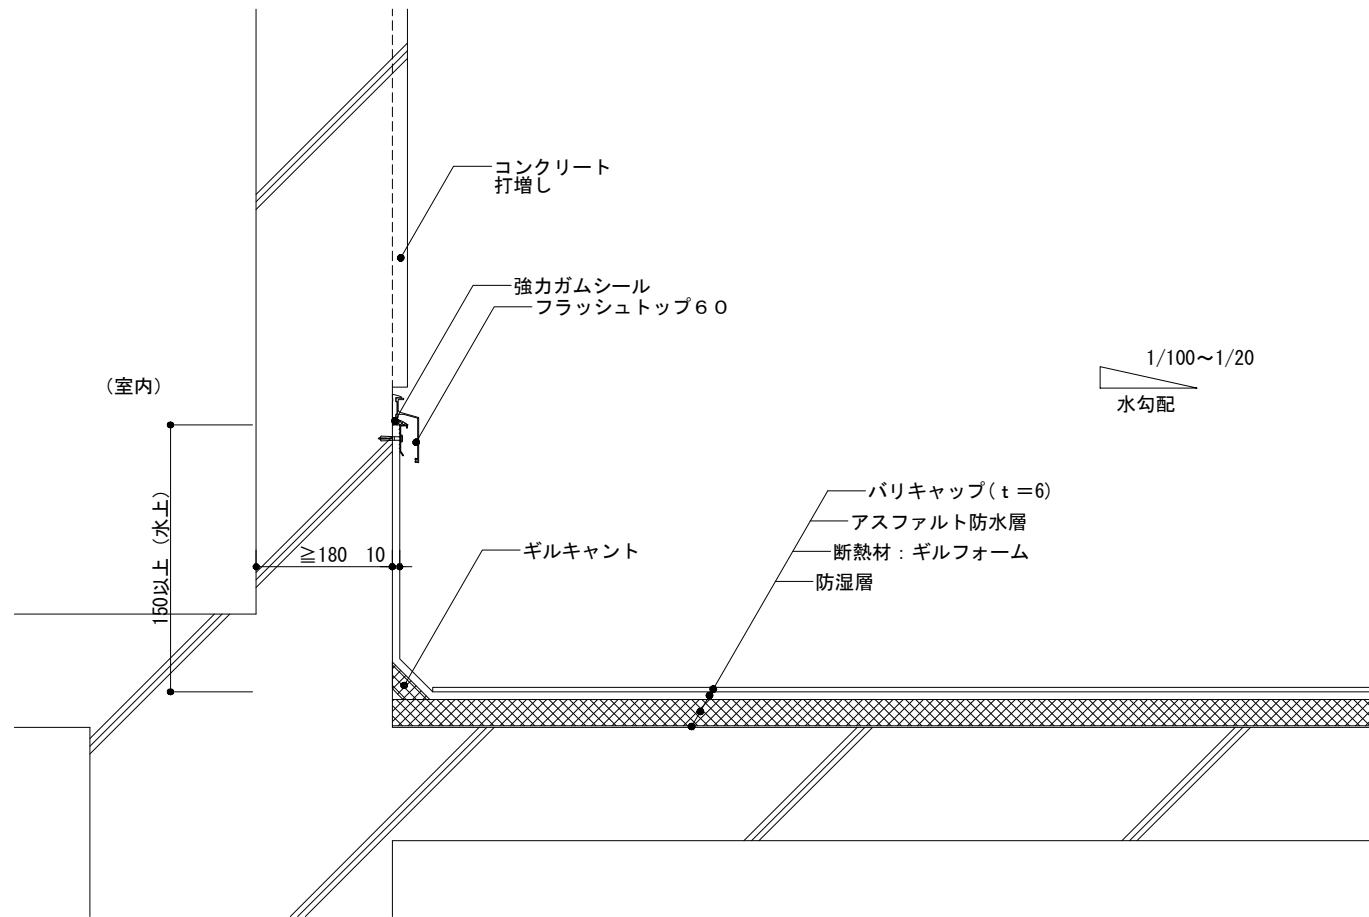 コンクリート
打増し
強力ガムシール
フラッシュトップ６０
1/100～1/20
水勾配
（室内）
150以上（水上）
≧180
10
ギルキャント
バリキャップ(ｔ=6)
アスファルト防水層
断熱材：ギルフォーム
防湿層